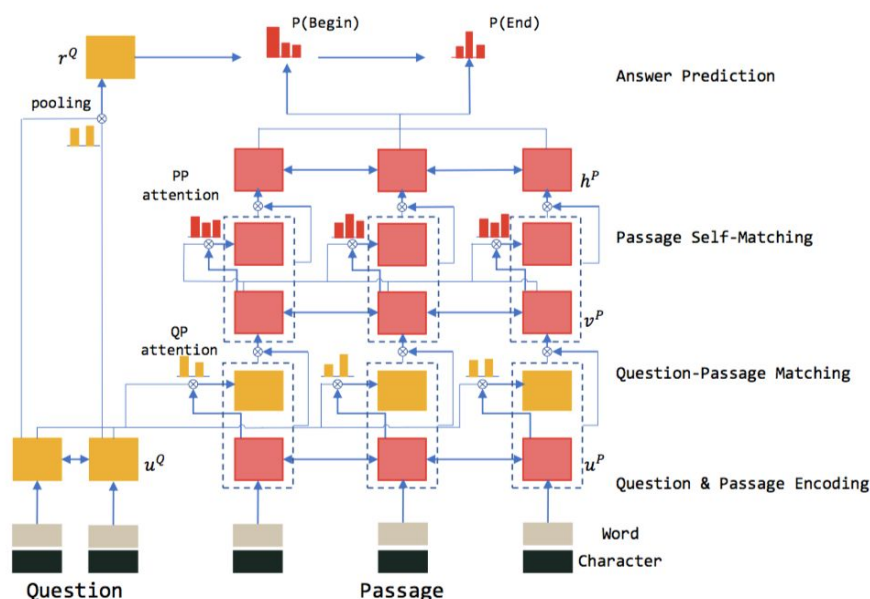 P(Begin)
P(End)
r^Q
Answer Prediction
pooling
PP
attention
h^P
Passage Self-Matching
v^P
QP
attention
Question-Passage Matching
u^Q
u^P
Question & Passage Encoding
Word
Character
Question
Passage